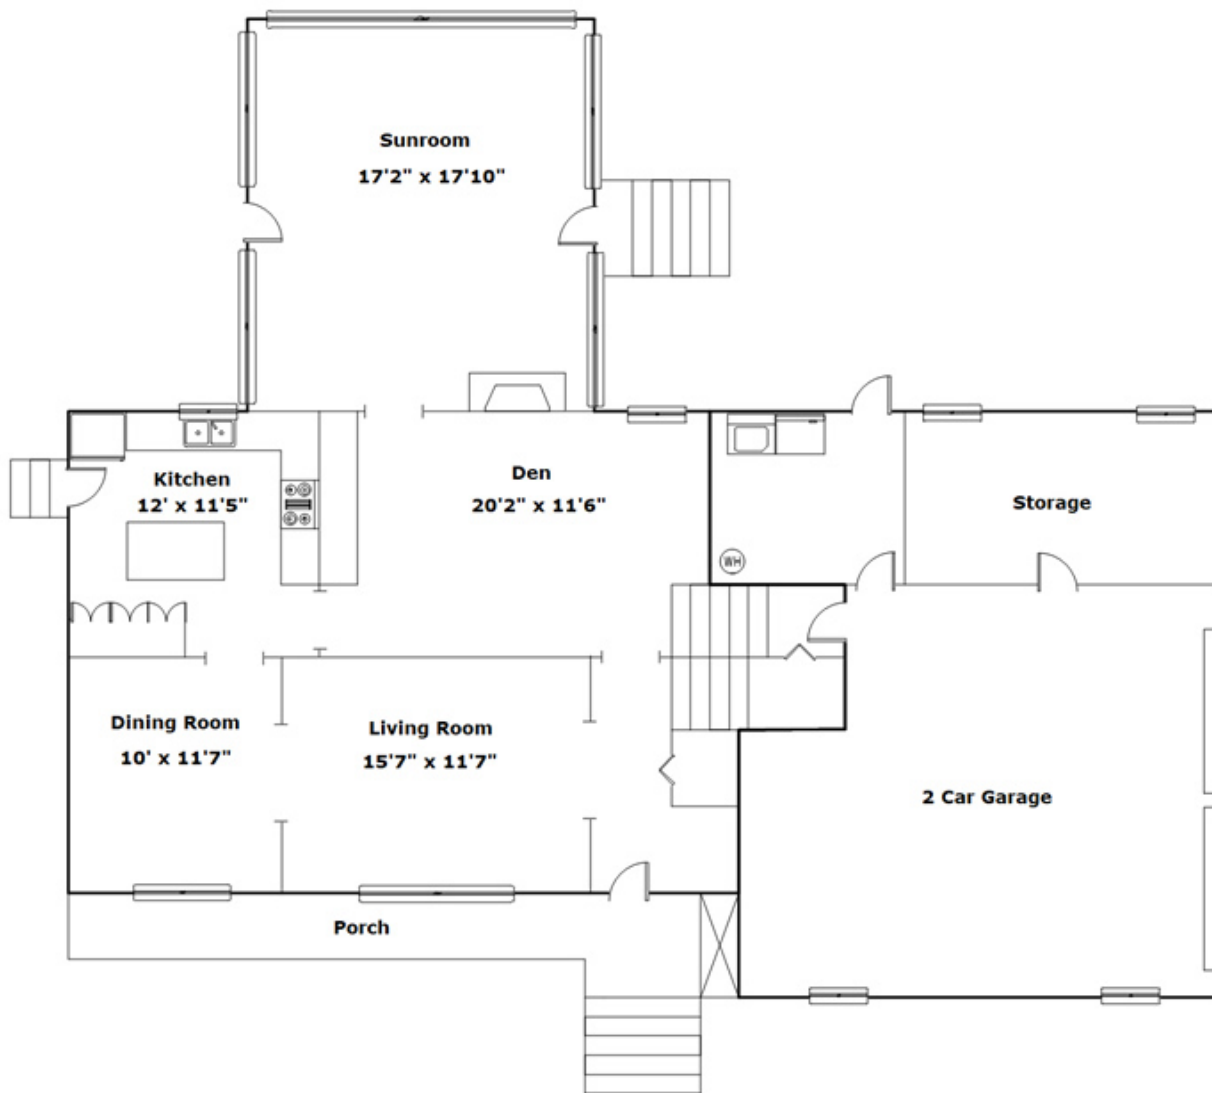 Sunroom
17'2" x 17'10"
Kitchen
12' x 11'5"
Den
20'2" x 11'6"
Storage
WH
Dining Room
10' x 11'7"
Living Room
15'7" x 11'7"
2 Car Garage
Porch